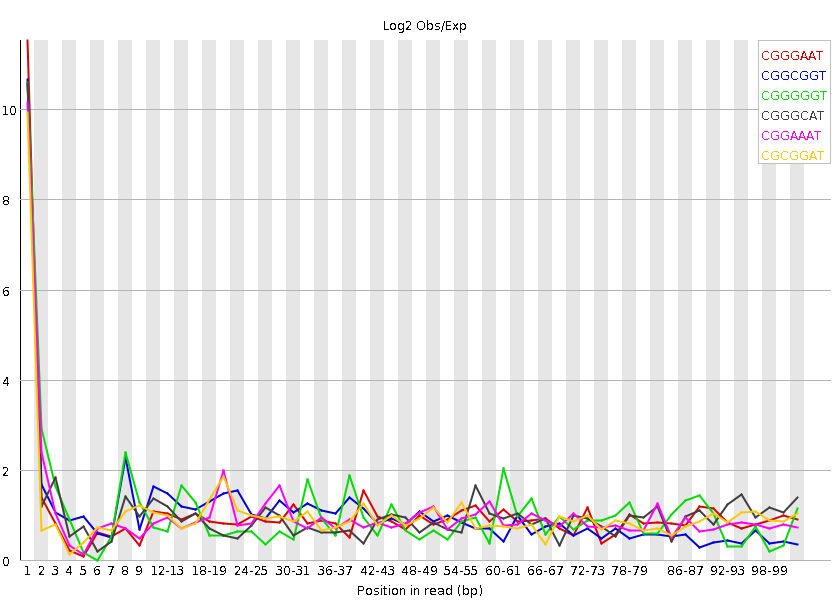 Log2 Obs/Exp
CGGGAAT
CGGCGGT
CGGGGGT
CGGGCAT
CGGAAAT
CGCGGAT
10
8
6
4
2
0
1 2 3 4 5 6 7 8 9 12-13 18-19 24-25 30-31 36-37 42-43 48-49 54-55 60-61 66-67 72-73 78-79 86-87 92-93 98-99
Position in read (bp)